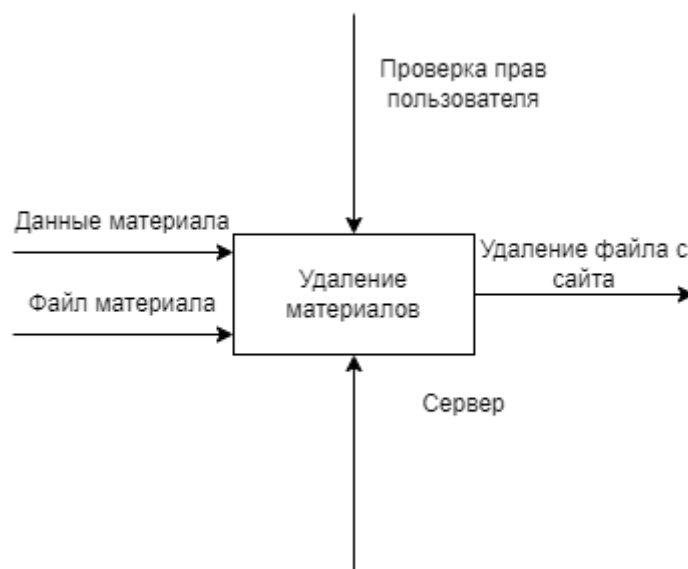 Проверка прав
пользователя
Данные материала
Файл материала
Удаление
материалов
Удаление файла с
сайта
Сервер